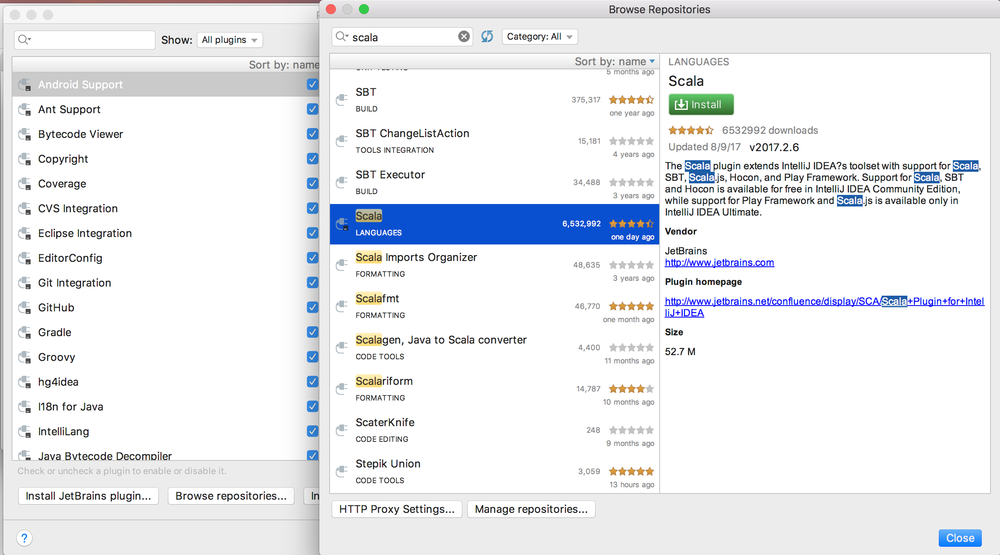 Show:
All plugins
Sort by: name
Android Support
Ant Support
Bytecode Viewer
Copyright
Coverage
CVS Integration
Eclipse Integration
EditorConfig
Git Integration
GitHub
Gradle
Groovy
hg4idea
I18n for Java
IntelliLang
Java Bytecode Decompiler
Check or uncheck a plugin to enable or disable it.
Install JetBrains plugin...
Browse repositories...
In
?
Browse Repositories
scala
Category: All
Sort by: name
5 months ago
SBT
375,317
BUILD
one year ago
SBT ChangeListAction
15,181
TOOLS INTEGRATION
4 years ago
SBT Executor
34,488
BUILD
3 years ago
Scala
6,532,992
LANGUAGES
one day ago
Scala Imports Organizer
48,635
FORMATTING
3 years ago
Scalafmt
46,770
FORMATTING
one month ago
Scalagen, Java to Scala converter
4,400
CODE TOOLS
11 months ago
Scalariform
14,787
FORMATTING
10 months ago
ScaterKnife
248
CODE EDITING
9 months ago
Stepik Union
3,059
CODE TOOLS
13 hours ago
HTTP Proxy Settings...
Manage repositories...
LANGUAGES
Scala
Install
6532992 downloads
Updated 8/9/17 v2017.2.6
The Scala plugin extends IntelliJ IDEA?s toolset with support for Scala,
SBT, Scala.js, Hocon, and Play Framework. Support for Scala, SBT
and Hocon is available for free in IntelliJ IDEA Community Edition,
while support for Play Framework and Scala.js is available only in
IntelliJ IDEA Ultimate.
Vendor
JetBrains
http://www.jetbrains.com
Plugin homepage
http://www.jetbrains.net/confluence/display/SCA/Scala+Plugin+for+Intel
liJ+IDEA
Size
52.7 M
Close